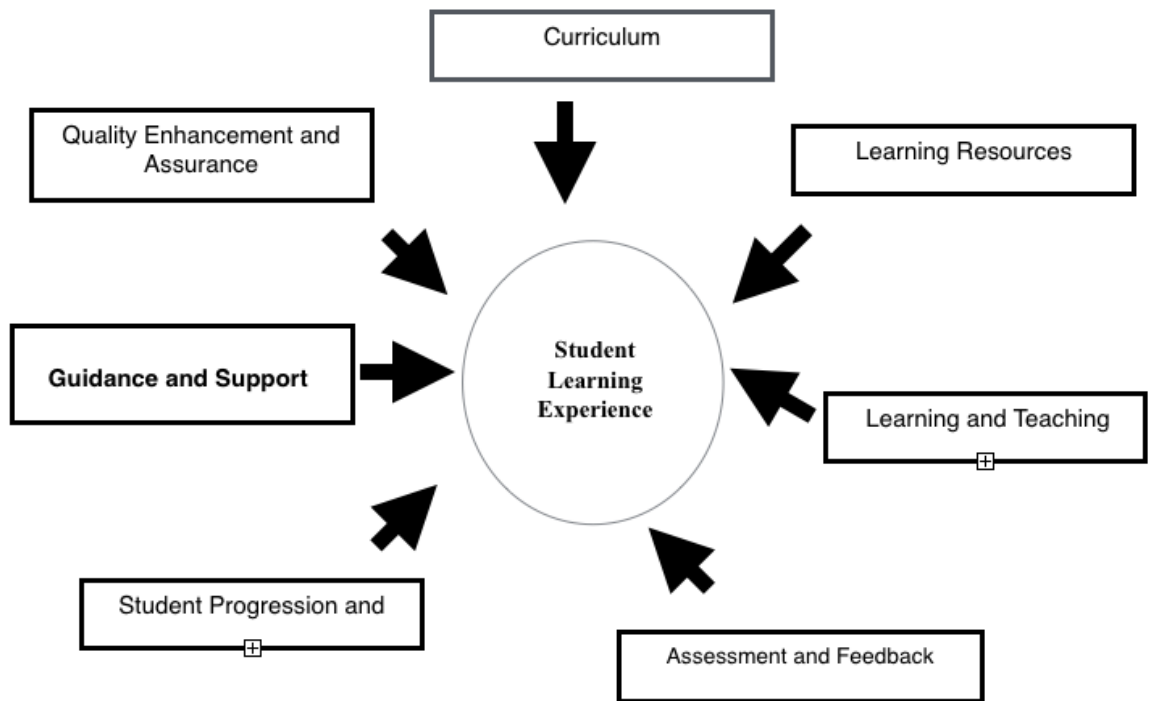 Curriculum
Quality Enhancement and
Assurance
Learning Resources
Guidance and Support
Student
Learning
Experience
Learning and Teaching
Student Progression and
Assessment and Feedback